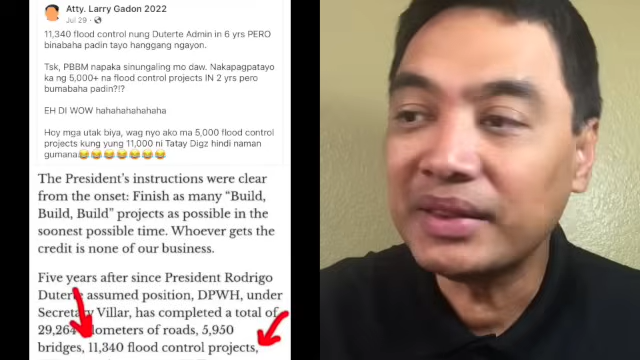 Atty. Larry Gadon 2022
Jul 29
11,340 flood control nung Duterte Admin in 6 yrs PERO
binabaha padin tayo hanggang ngayon.
Tsk, PBBM napaka sinungaling mo daw. Nakapagpatayo
ka ng 5,000+ na flood control projects IN 2 yrs pero
bumabaha padin?!?
EH DI WOW hahahahahahaha
Hoy mga utak biya, wag nyo ako ma 5,000 flood control
projects kung yung 11,000 ni Tatay Digz hindi naman
gumana
The President's instructions were clear
from the onset: Finish as many “Build,
Build, Build” projects as possible in the
soonest possible time. Whoever gets the
credit is none of our business.
Five years after since President Rodrigo
Duterte assumed position, DPWH, under
Secretary Villar, has completed a total of
29,264 kilometers of roads, 5,950
bridges, 11,340 flood control projects,